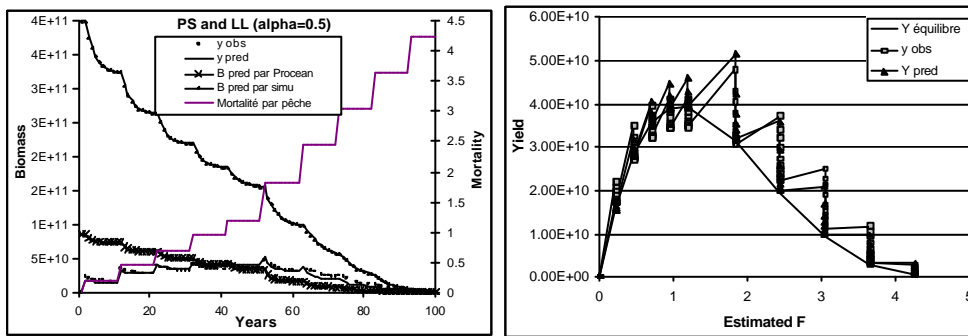 PS and LL (alpha=0.5)
y obs
y pred
B pred par Procean
B pred par simu
Mortalité par pêche
Biomass
4E+11
4E+11
3E+11
3E+11
2E+11
2E+11
1E+11
5E+10
0
4.5
4
3.5
3
2.5
2
1.5
1
0.5
0
Mortality
0
20
40
60
80
100
Years
Yield
6.00E+10
5.00E+10
4.00E+10
3.00E+10
2.00E+10
1.00E+10
0.00E+00
Y équilibre
y obs
Y pred
0
1
2
3
4
5
Estimated F